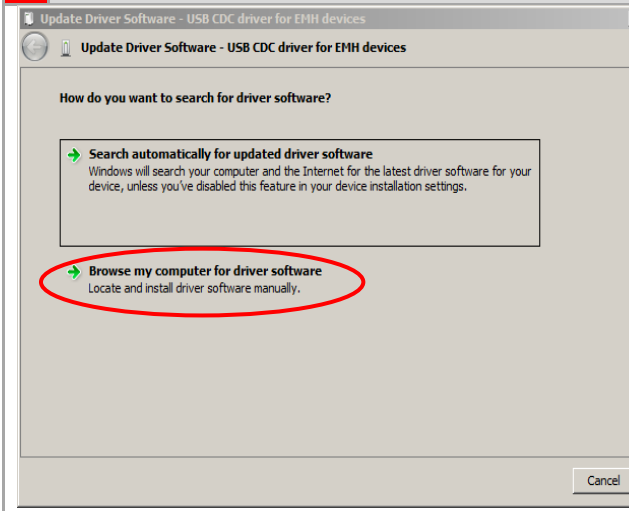 Update Driver Software - USB CDC driver for EMH devices
Update Driver Software - USB CDC driver for EMH devices
How do you want to search for driver software?
Search automatically for updated driver software
Windows will search your computer and the Internet for the latest driver software for your
device, unless you've disabled this feature in your device installation settings.
Browse my computer for driver software
Locate and install driver software manually.
Cancel